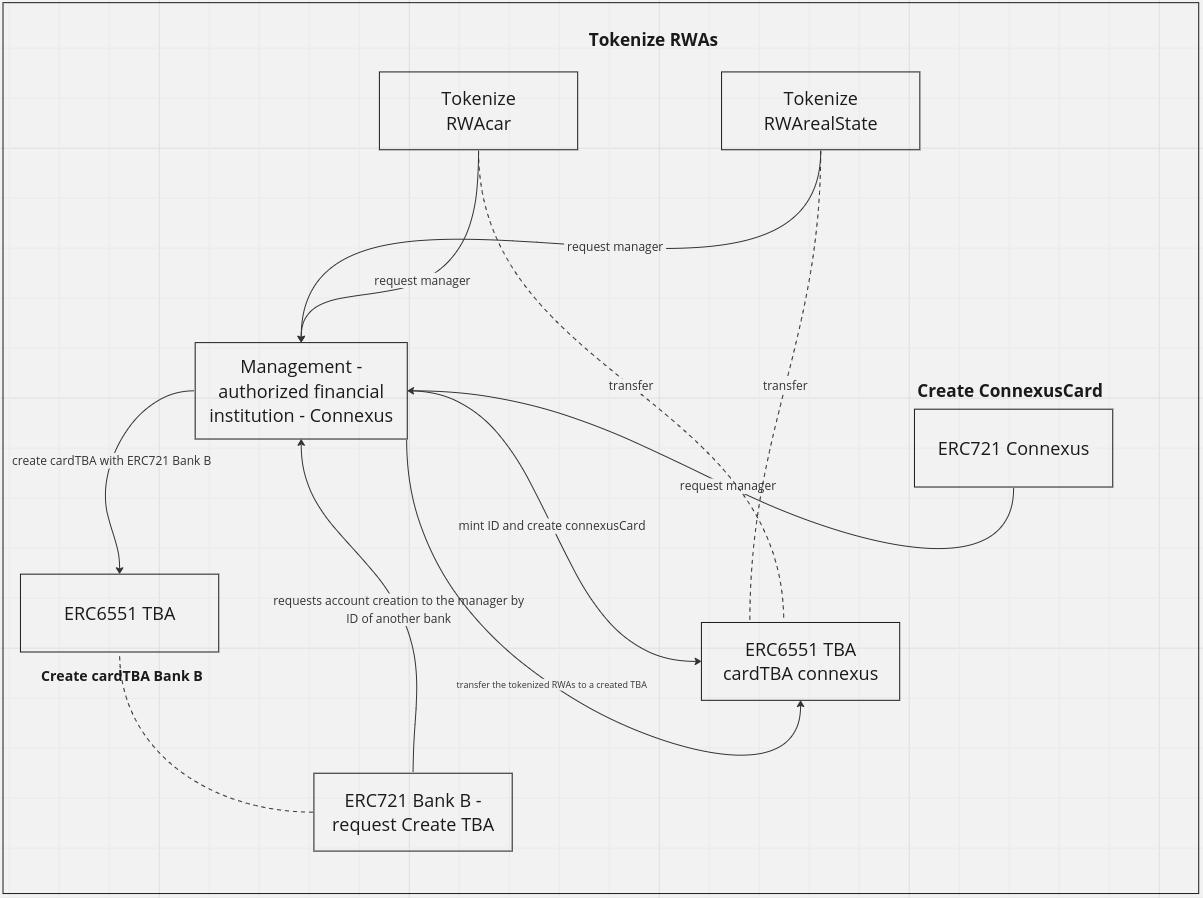 Tokenize RWAs
Tokenize
RWAcar
Tokenize
RWArealState
request manager
request manager
Management -
authorized financial
institution - Connexus
transfer
transfer
Create ConnexusCard
ERC721 Connexus
create cardTBA with ERC721 Bank B
request manager
mint ID and create connexusCard
ERC6551 TBA
requests account creation to the manager by
ID of another bank
ERC6551 TBA
cardTBA connexus
Create cardTBA Bank B
transfer the tokenized RWAs to a created TBA
ERC721 Bank B -
request Create TBA